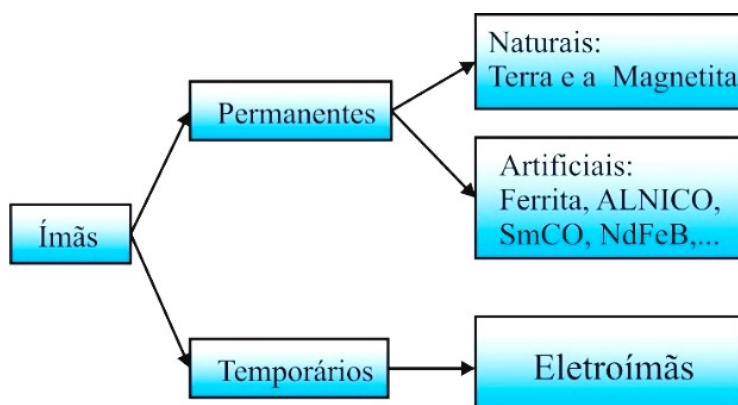 Ímãs
Permanentes
Naturais:
Terra e a Magnetita
Artificiais:
Ferrita, ALNICO,
SmCO, NdFeB,...
Temporários
Eletroímãs